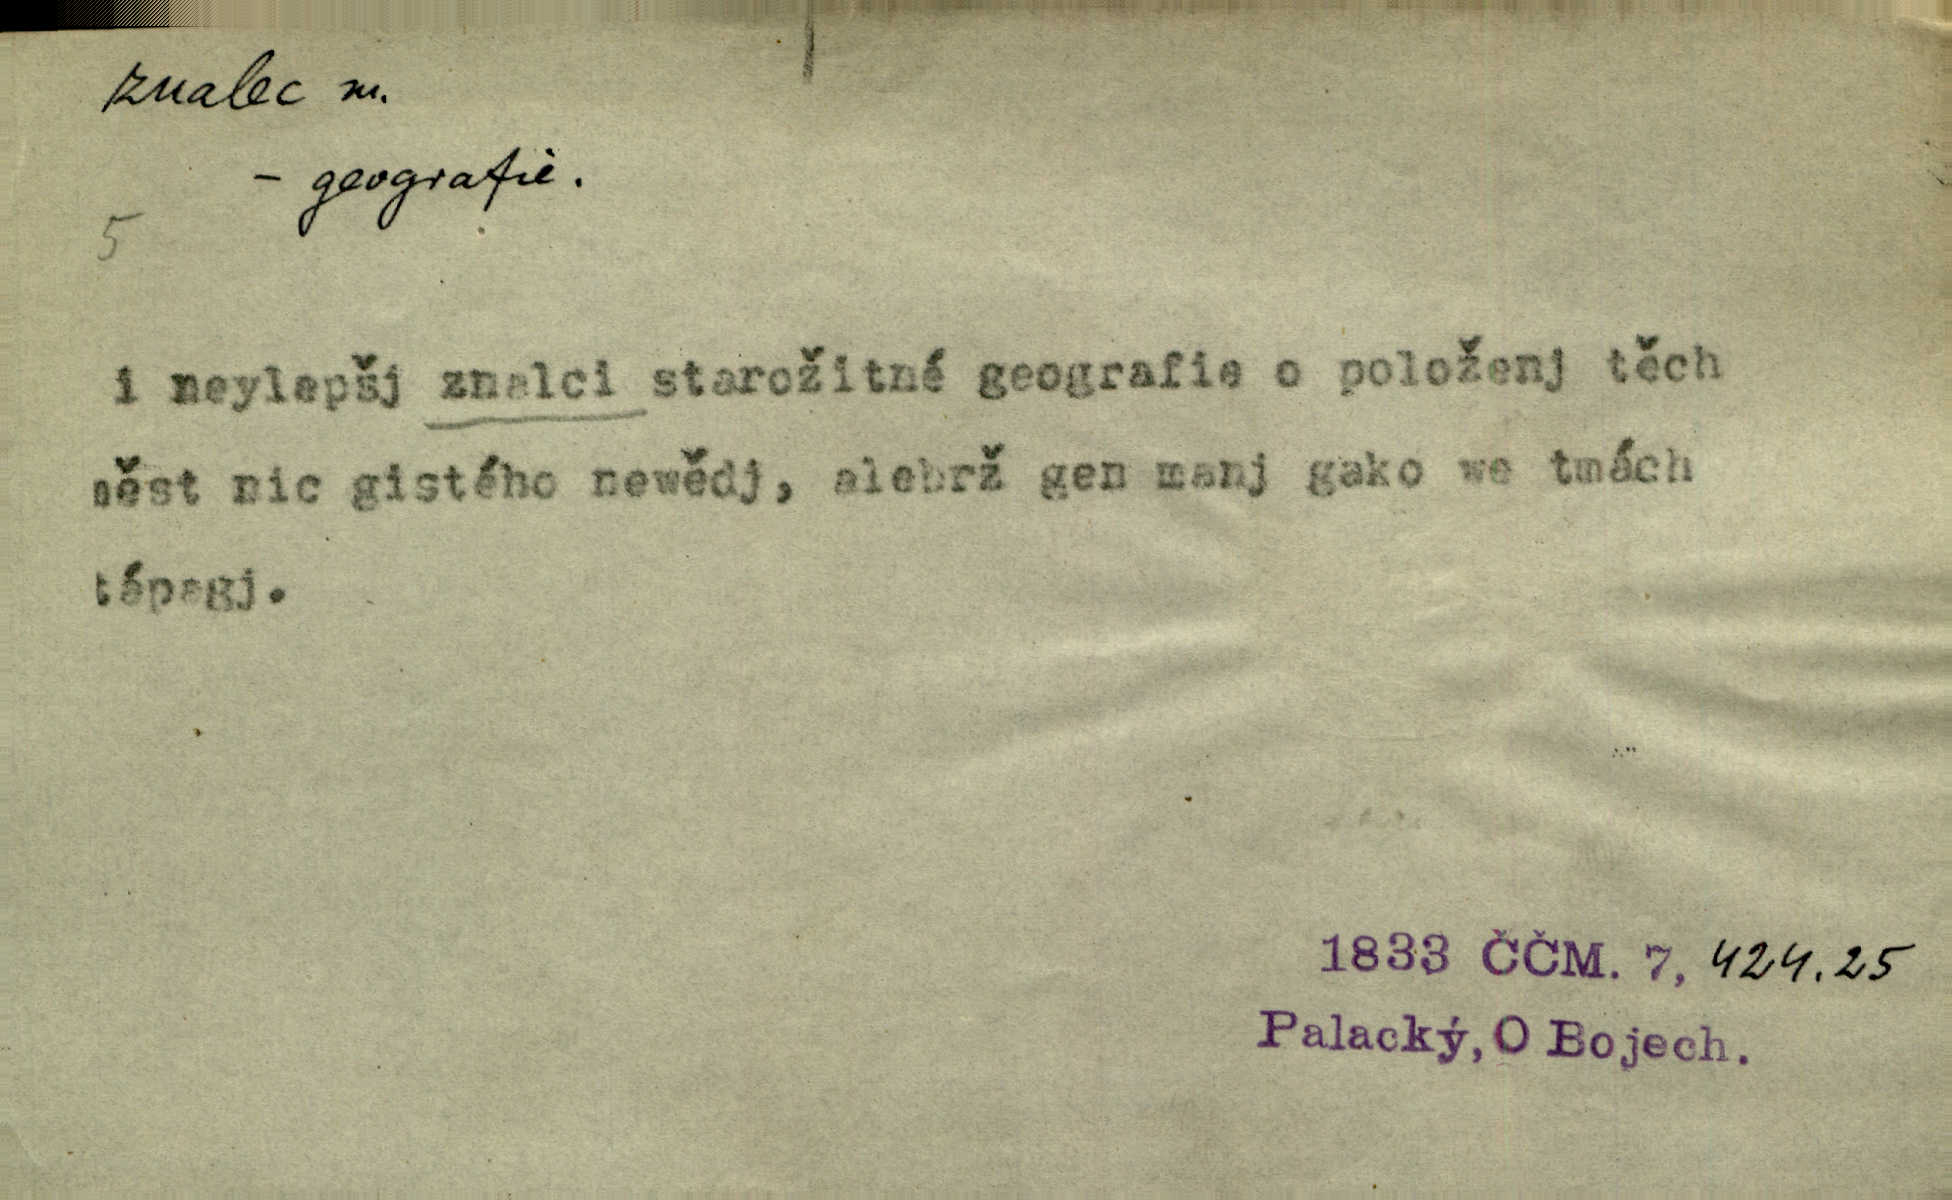 znalec m.
- geografie.
5
i neylepšj znalci starožitné geografie o položenj těch
měst nic gistého newědj, alebrž gen manj gako we tmách
tápagj.
1833 ČČM. 7, 424.25
Palacký, O Bojech.